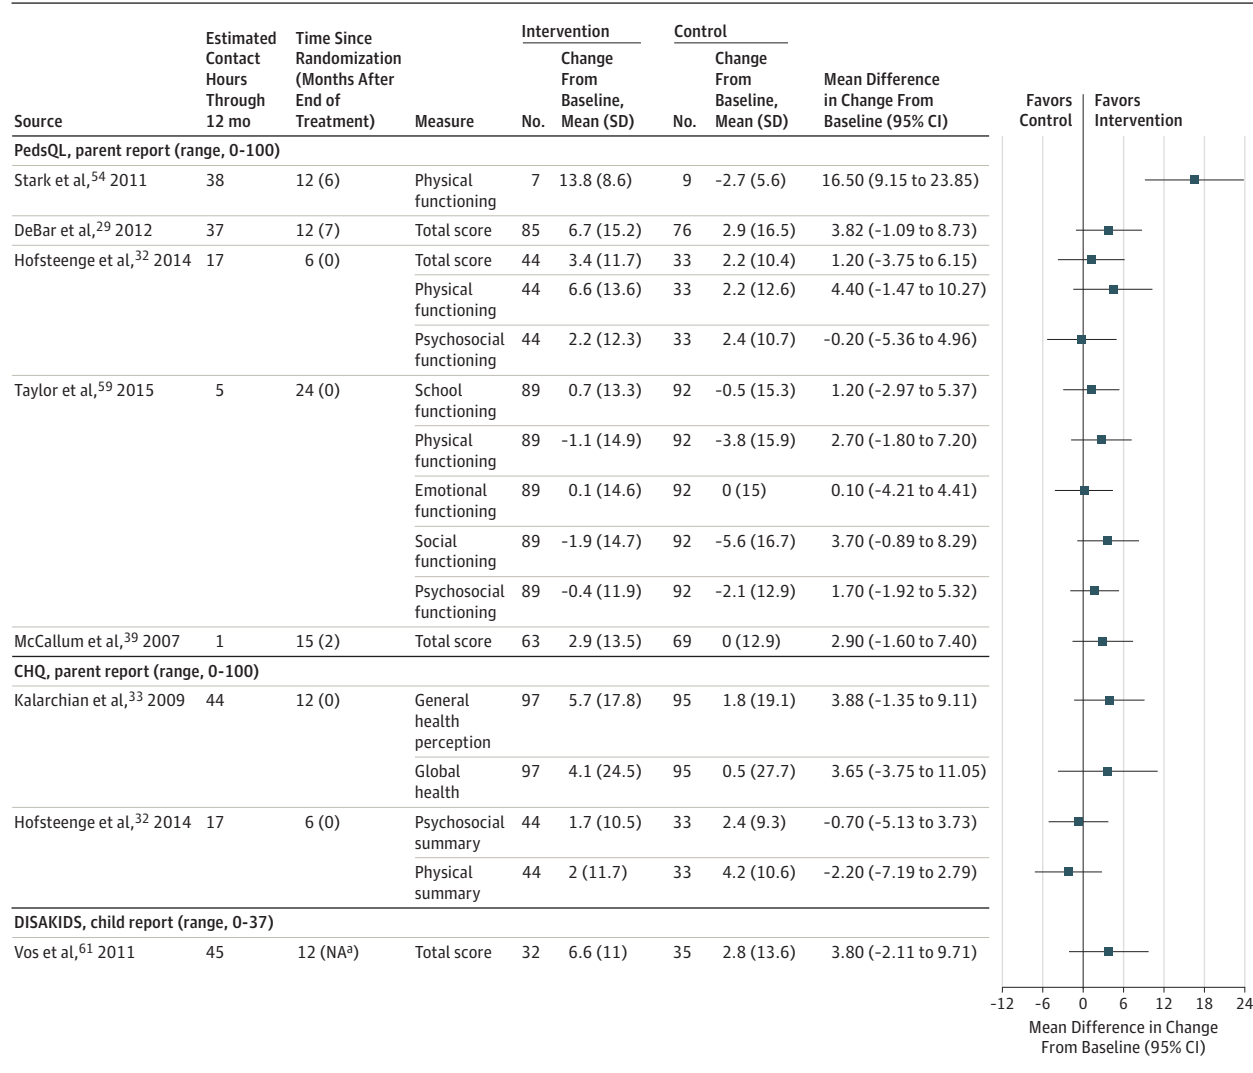 Source
Estimated
Contact
Hours
Through
12 mo
Time Since
Randomization
(Months After
End of
Treatment)
Measure
Intervention
No.
Change
From
Baseline,
Mean (SD)
Control
No.
Change
From
Baseline,
Mean (SD)
Mean Difference
in Change From
Baseline (95% CI)
Favors
Control
Favors
Intervention
PedsQL, parent report (range, 0-100)
Stark et al,54 2011 38 12 (6) Physical 7 13.8 (8.6) 9 -2.7 (5.6) 16.50 (9.15 to 23.85)
functioning
DeBar et al,29 2012 37 12 (7) Total score 85 6.7 (15.2) 76 2.9 (16.5) 3.82 (-1.09 to 8.73)
Hofsteenge et al,32 2014 17 6 (0) Total score 44 3.4 (11.7) 33 2.2 (10.4) 1.20 (-3.75 to 6.15)
Physical 44 6.6 (13.6) 33 2.2 (12.6) 4.40 (-1.47 to 10.27)
functioning
Psychosocial 44 2.2 (12.3) 33 2.4 (10.7) -0.20 (-5.36 to 4.96)
functioning
Taylor et al,59 2015 5 24 (0) School 89 0.7 (13.3) 92 -0.5 (15.3) 1.20 (-2.97 to 5.37)
functioning
Physical 89 -1.1 (14.9) 92 -3.8 (15.9) 2.70 (-1.80 to 7.20)
functioning
Emotional 89 0.1 (14.6) 92 0 (15) 0.10 (-4.21 to 4.41)
functioning
Social 89 -1.9 (14.7) 92 -5.6 (16.7) 3.70 (-0.89 to 8.29)
functioning
Psychosocial 89 -0.4 (11.9) 92 -2.1 (12.9) 1.70 (-1.92 to 5.32)
functioning
McCallum et al,39 2007 1 15 (2) Total score 63 2.9 (13.5) 69 0 (12.9) 2.90 (-1.60 to 7.40)
CHQ, parent report (range, 0-100)
Kalarchian et al,33 2009 44 12 (0) General 97 5.7 (17.8) 95 1.8 (19.1) 3.88 (-1.35 to 9.11)
health
perception
Global 97 4.1 (24.5) 95 0.5 (27.7) 3.65 (-3.75 to 11.05)
health
Hofsteenge et al,32 2014 17 6 (0) Psychosocial 44 1.7 (10.5) 33 2.4 (9.3) -0.70 (-5.13 to 3.73)
summary
Physical 44 2 (11.7) 33 4.2 (10.6) -2.20 (-7.19 to 2.79)
summary
DISAKIDS, child report (range, 0-37)
Vos et al,61 2011 45 12 (NAa) Total score 32 6.6 (11) 35 2.8 (13.6) 3.80 (-2.11 to 9.71)
-12 -6 0 6 12 18 24
Mean Difference in Change
From Baseline (95% CI)